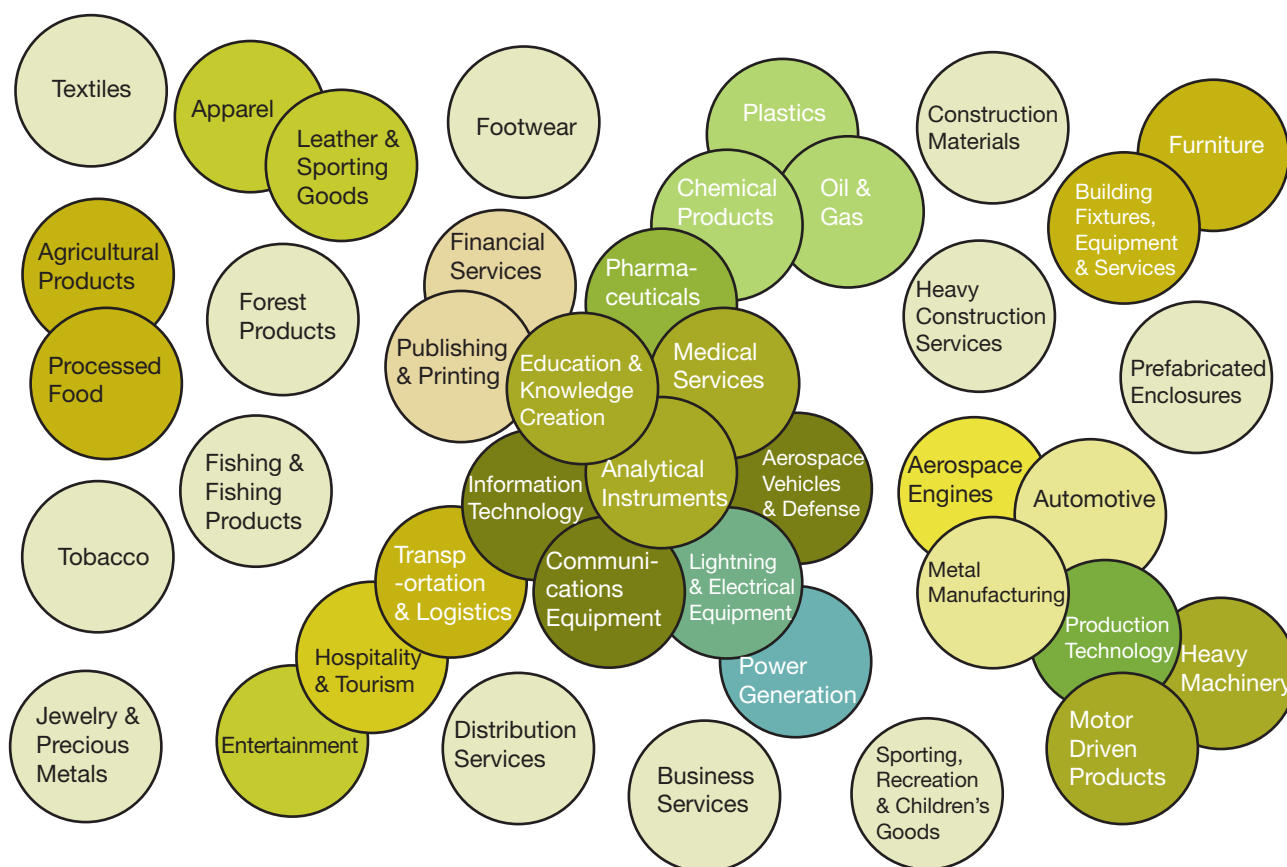 Textiles
Apparel
Leather &
Sporting
Goods
Footwear
Plastics
Construction
Materials
Furniture
Chemical
Products
Oil &
Gas
Building
Fixtures,
Equipment
& Services
Agricultural
Products
Forest
Products
Financial
Services
Pharma-
ceuticals
Heavy
Construction
Services
Processed
Food
Publishing
& Printing
Education &
Knowledge
Creation
Medical
Services
Prefabricated
Enclosures
Fishing &
Fishing
Products
Information
Technology
Analytical
Instruments
Aerospace
Vehicles
& Defense
Aerospace
Engines
Automotive
Tobacco
Transp
-ortation
& Logistics
Communi-
cations
Equipment
Lightning
& Electrical
Equipment
Metal
Manufacturing
Production
Technology
Heavy
Machinery
Hospitality
& Tourism
Power
Generation
Jewelry &
Precious
Metals
Entertainment
Distribution
Services
Business
Services
Sporting,
Recreation
& Children's
Goods
Motor
Driven
Products